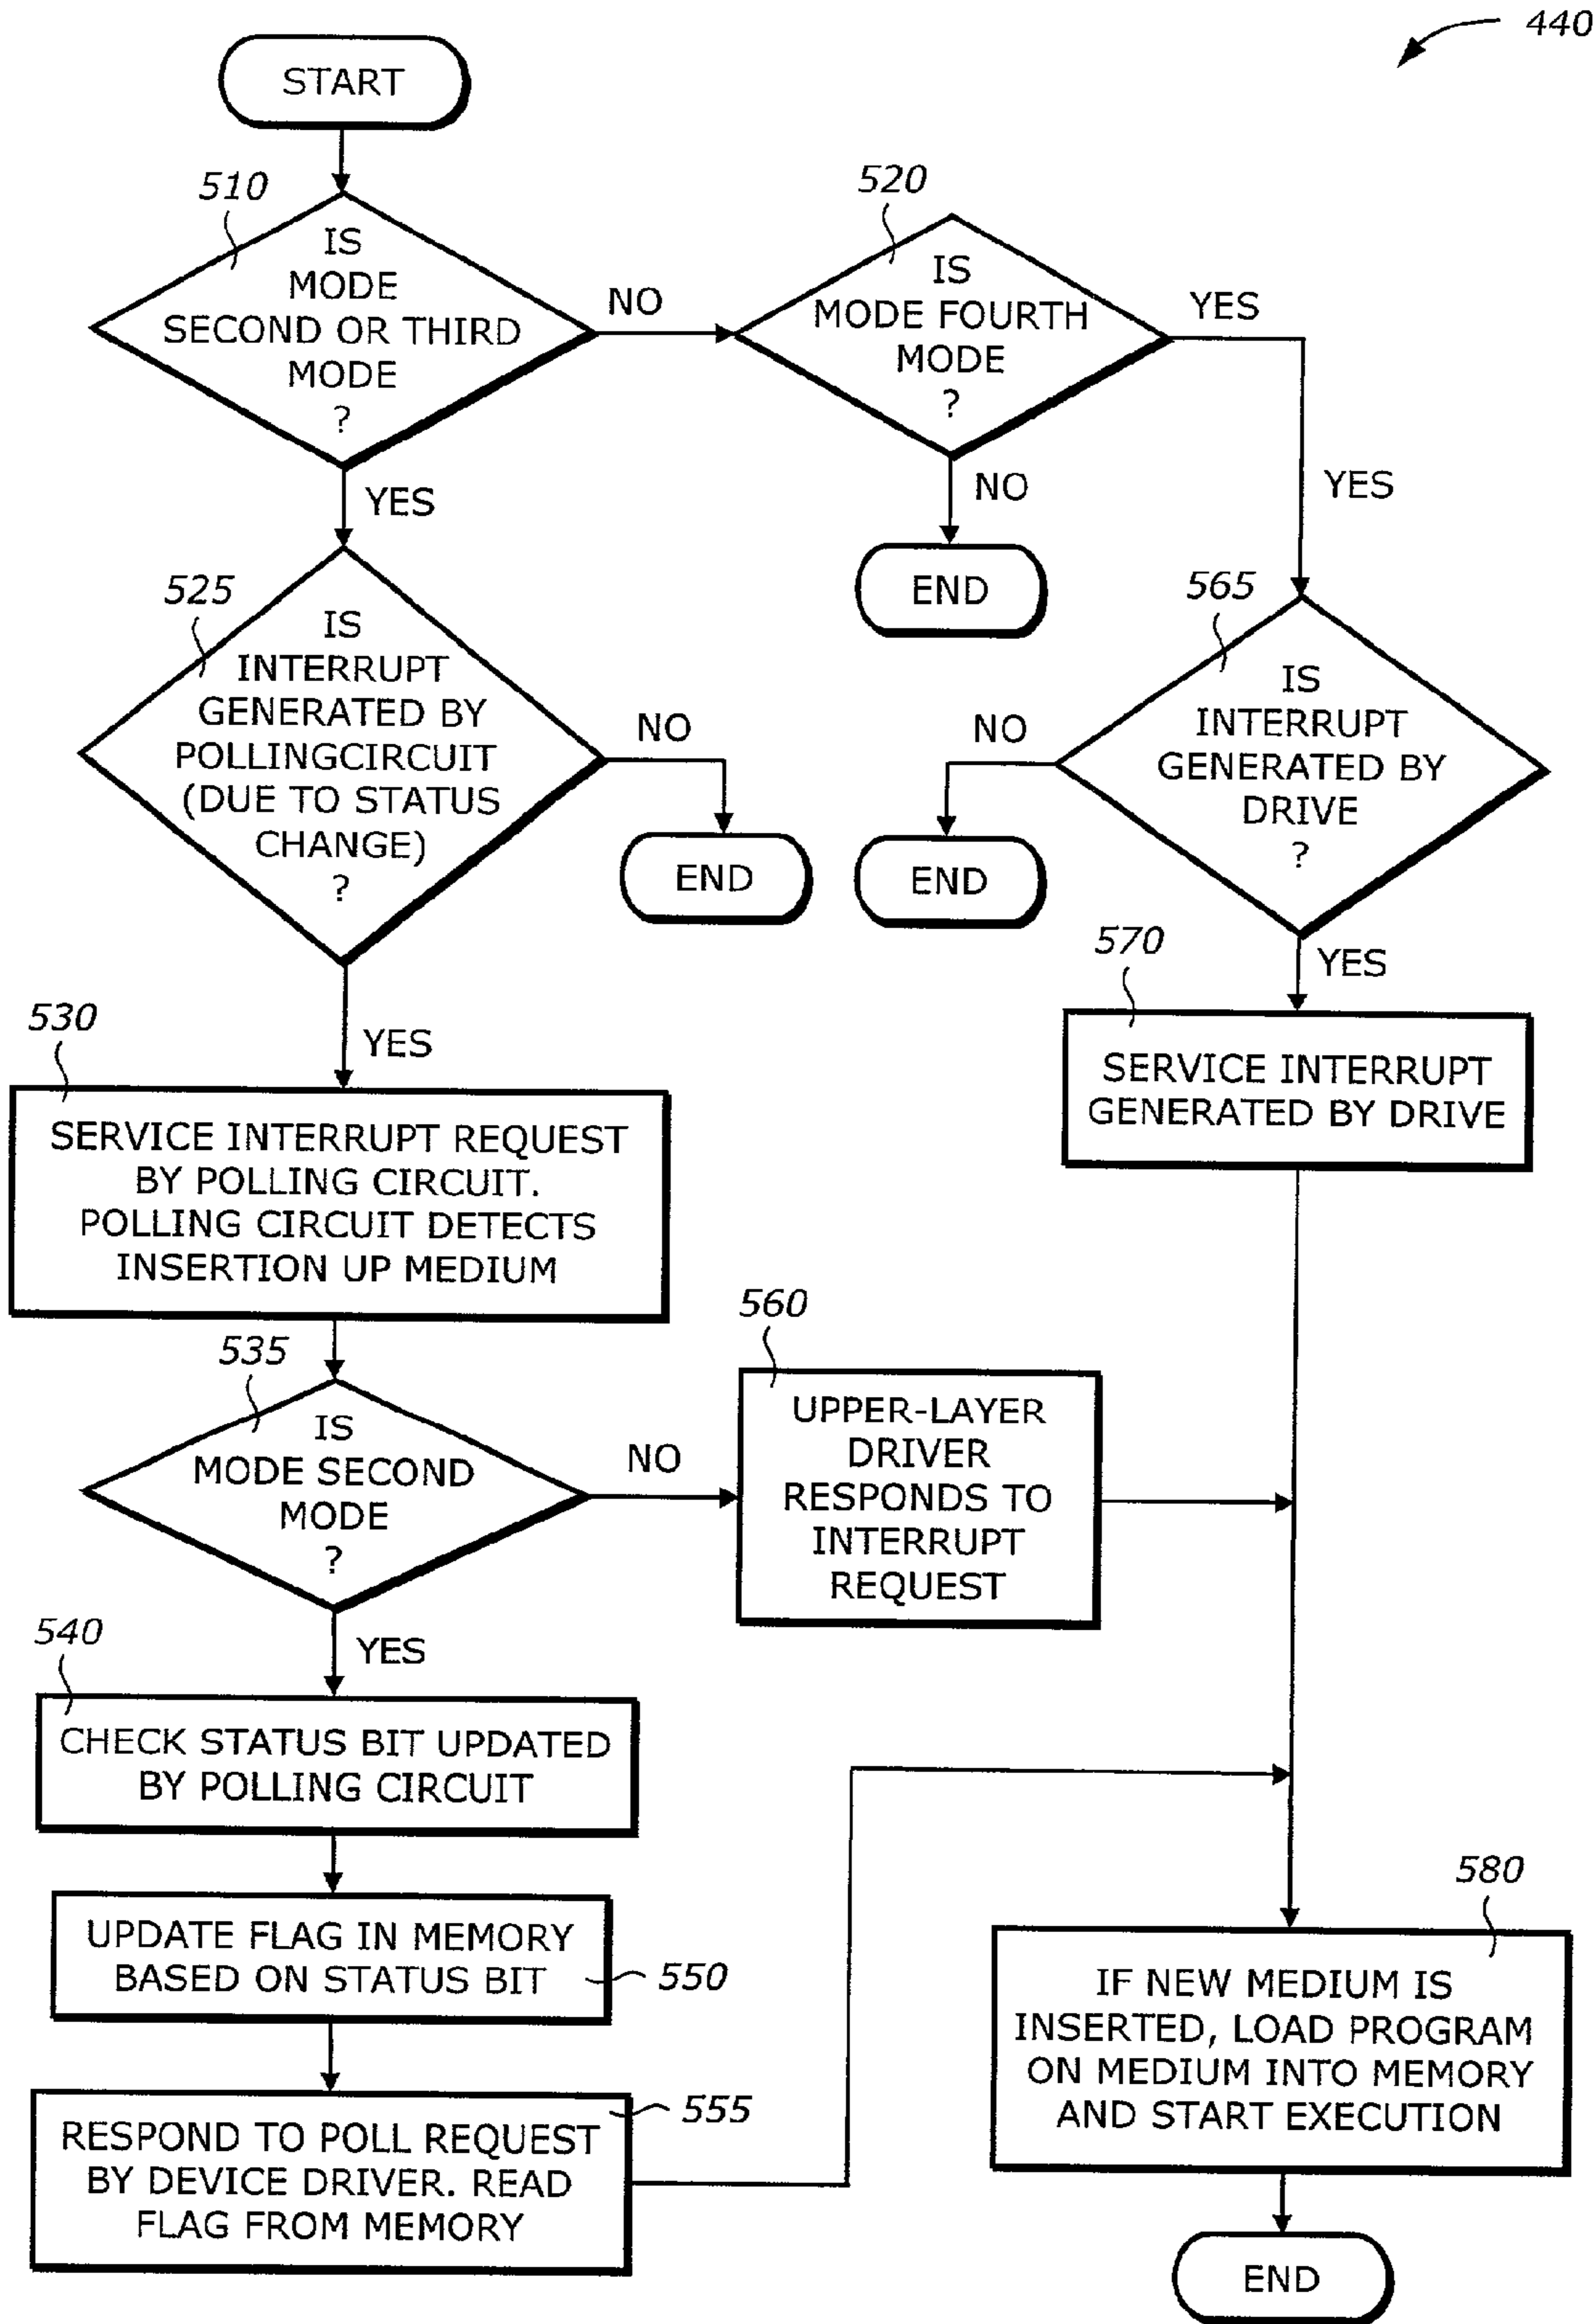 440
START
510
IS
MODE
SECOND OR THIRD
MODE
?
NO
YES
520
IS
MODE FOURTH
MODE
?
YES
NO
YES
END
525
IS
INTERRUPT
GENERATED BY
POLLINGCIRCUIT
(DUE TO STATUS
CHANGE)
?
NO
END
YES
565
IS
INTERRUPT
GENERATED BY
DRIVE
?
NO
END
YES
570
SERVICE INTERRUPT
GENERATED BY DRIVE
530
SERVICE INTERRUPT REQUEST
BY POLLING CIRCUIT.
POLLING CIRCUIT DETECTS
INSERTION UP MEDIUM
535
IS
MODE SECOND
MODE
?
NO
YES
560
UPPER-LAYER
DRIVER
RESPONDS TO
INTERRUPT
REQUEST
540
CHECK STATUS BIT UPDATED
BY POLLING CIRCUIT
UPDATE FLAG IN MEMORY
BASED ON STATUS BIT
550
555
RESPOND TO POLL REQUEST
BY DEVICE DRIVER. READ
FLAG FROM MEMORY
580
IF NEW MEDIUM IS
INSERTED, LOAD PROGRAM
ON MEDIUM INTO MEMORY
AND START EXECUTION
END